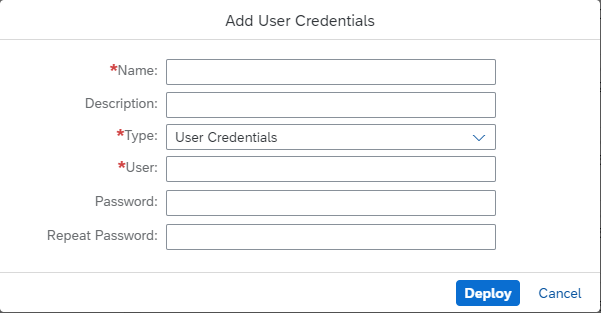 Add User Credentials
*Name:
Description:
*Type: User Credentials
*User:
Password:
Repeat Password:
Deploy Cancel